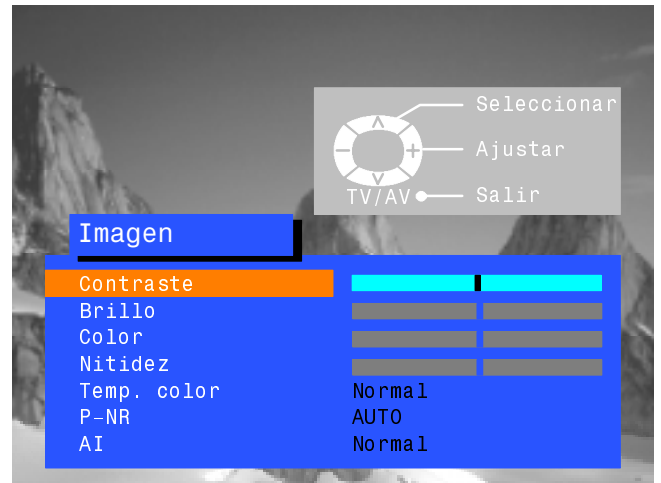 Seleccionar
Ajustar
TV/AV Salir
Imagen
Contraste
Brillo
Color
Nitidez
Temp. color Normal
P-NR AUTO
AI Normal